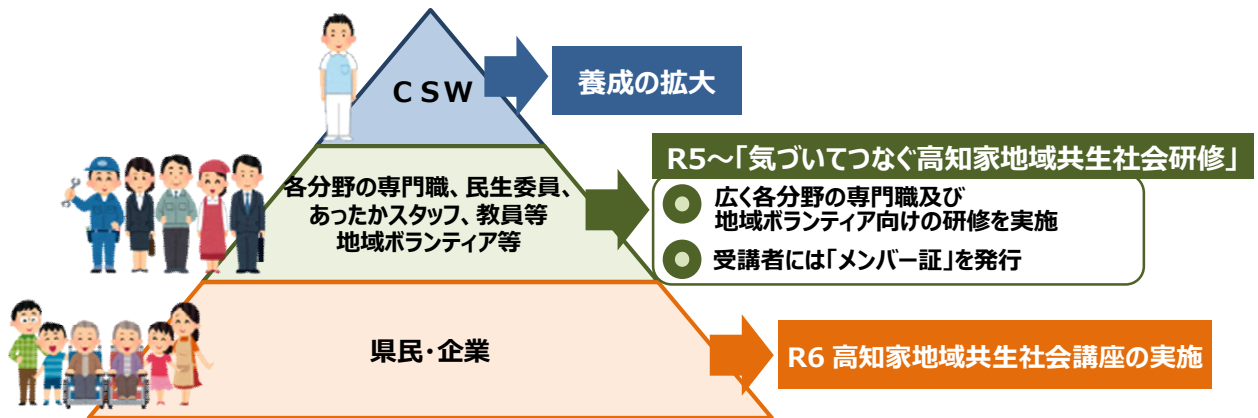 CSW
養成の拡大
各分野の専門職、民生委員、
あったかスタッフ、教員等
地域ボランティア等
R5～「気づいてつなぐ高知家地域共生社会研修」
広く各分野の専門職及び
地域ボランティア向けの研修を実施
受講者には「メンバー証」を発行
県民・企業
R6 高知家地域共生社会講座の実施